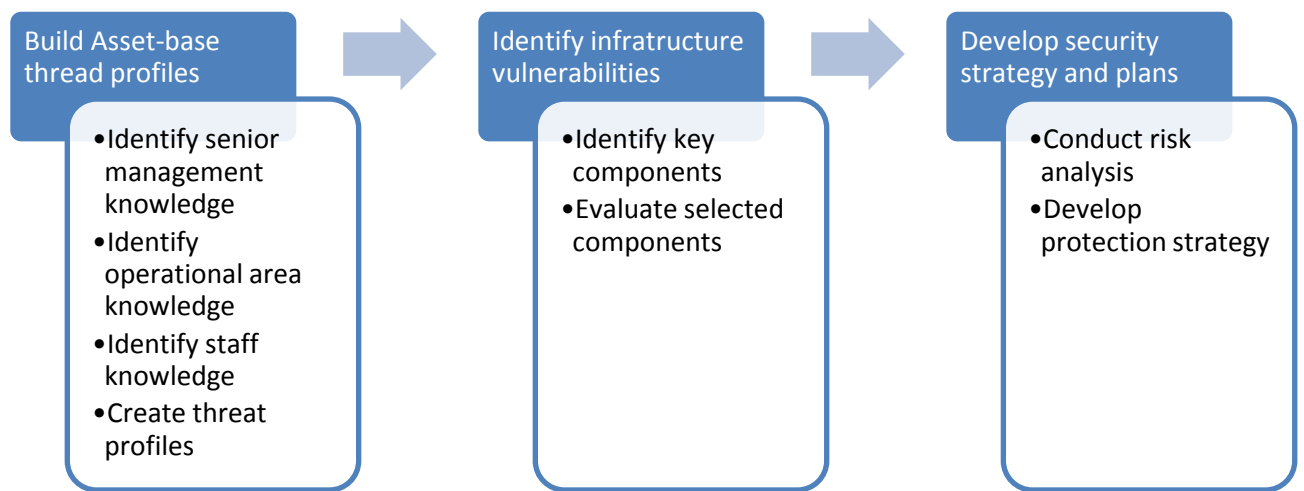 Build Asset-base
thread profiles
•Identify senior
management
knowledge
•Identify
operational area
knowledge
•Identify staff
knowledge
•Create threat
profiles
Identify infratructure
vulnerabilities
•Identify key
components
•Evaluate selected
components
Develop security
strategy and plans
•Conduct risk
analysis
•Develop
protection strategy